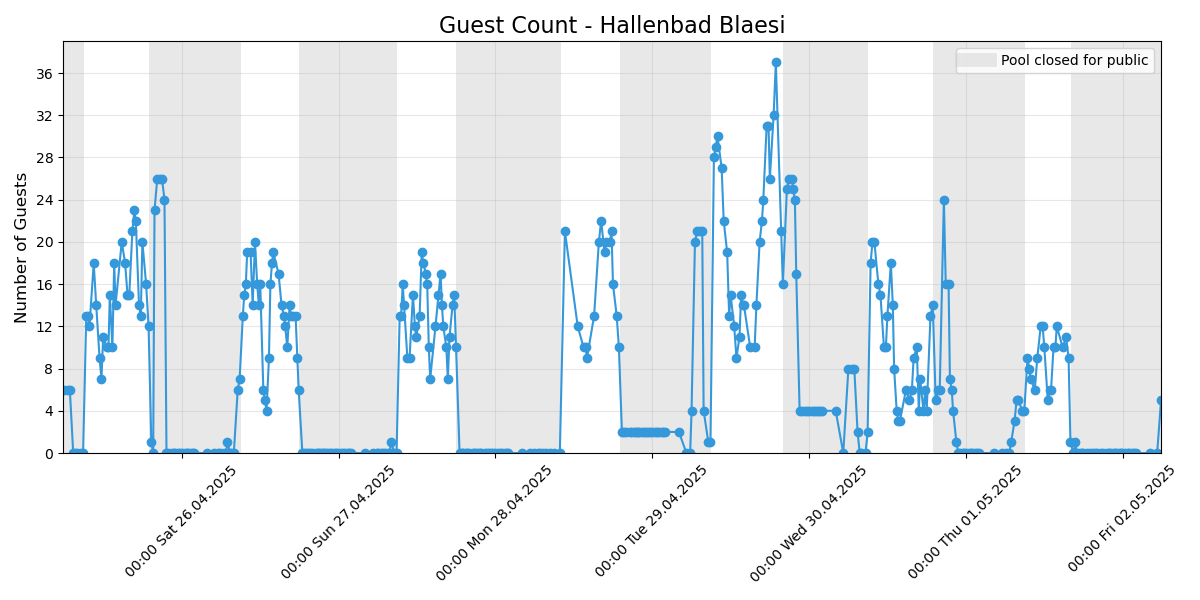 Guest Count - Hallenbad Blaesi
Pool closed for public
Number of Guests
36
32
28
24
20
16
12
8
4
0
00:00 Sat 26.04.2025
00:00 Sun 27.04.2025
00:00 Mon 28.04.2025
00:00 Tue 29.04.2025
00:00 Wed 30.04.2025
00:00 Thu 01.05.2025
00:00 Fri 02.05.2025